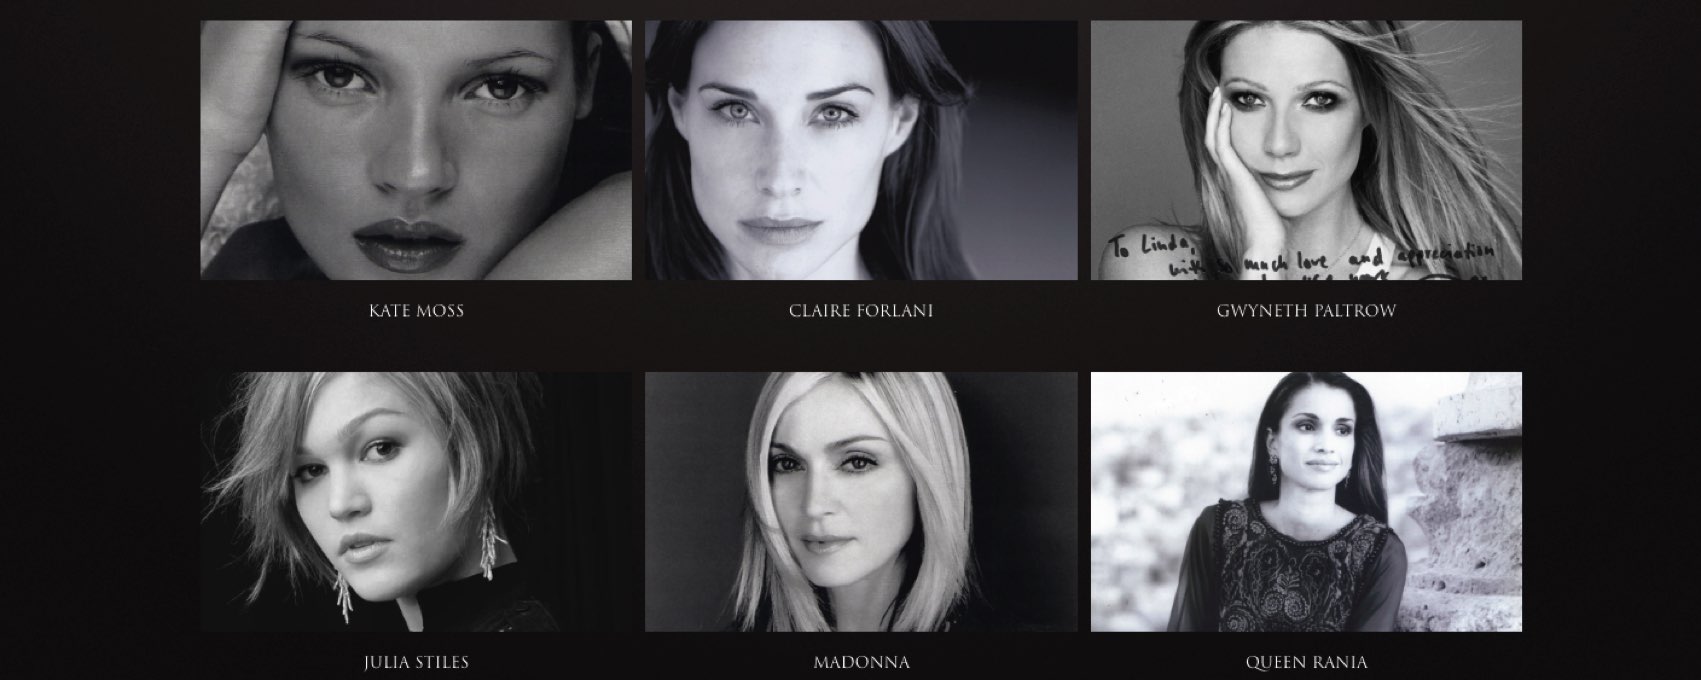 To Linda,
with so much love and appreciation
KATE MOSS
CLAIRE FORLANI
GWYNETH PALTROW
JULIA STILES
MADONNA
QUEEN RANIA